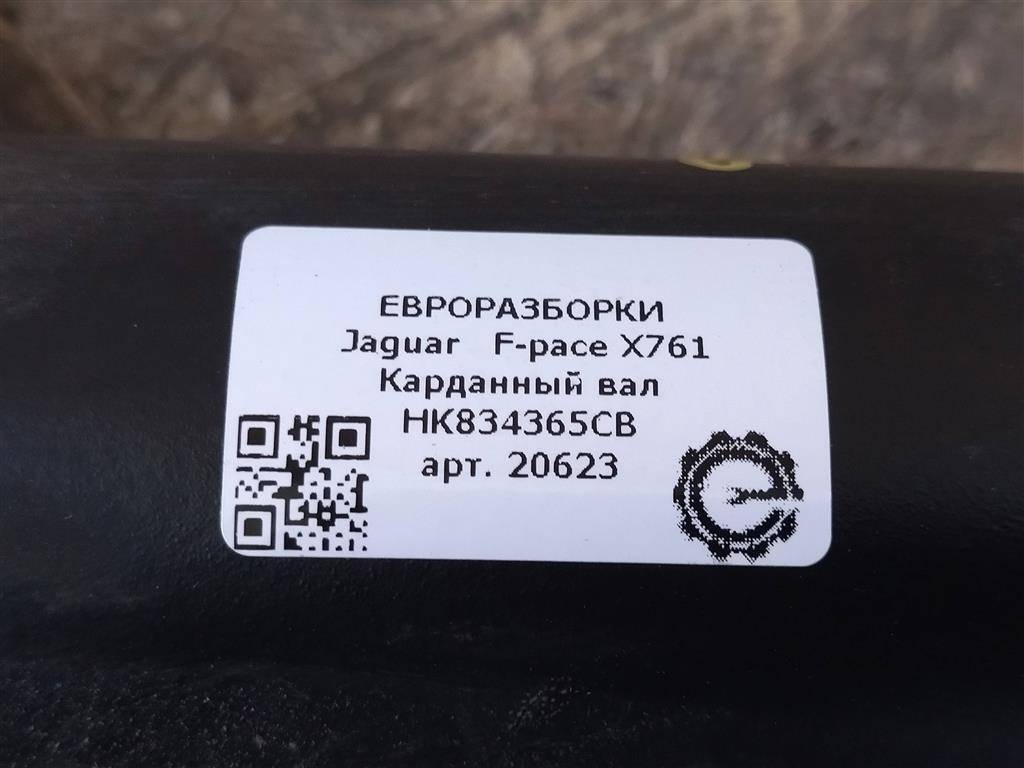 ЕВРОРАЗБОРКИ
Jaguar F-pace X761
Карданный вал
HK834365CB
арт. 20623